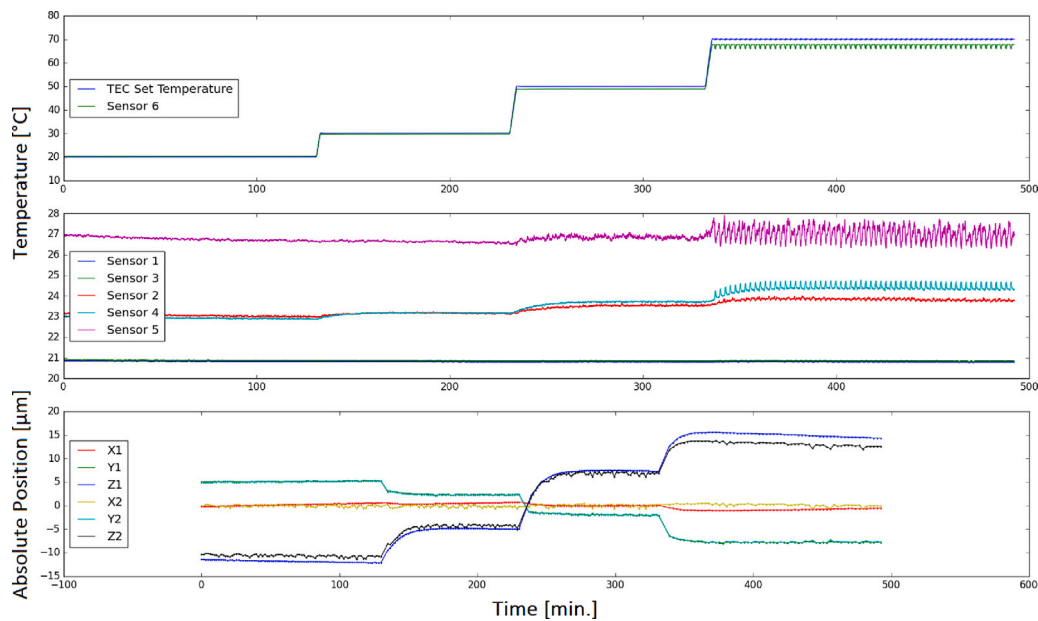 80
70
60
50
40
30
20
10
TEC Set Temperature
Sensor 6
0
100
200
300
400
500
Temperature [°C]
28
27
26
25
24
23
22
21
20
Sensor 1
Sensor 3
Sensor 2
Sensor 4
Sensor 5
0
100
200
300
400
500
Absolute Position [µm]
20
15
10
5
0
−5
−10
−15
X1
Y1
Z1
X2
Y2
Z2
−100
0
100
200
300
400
500
600
Time [min.]